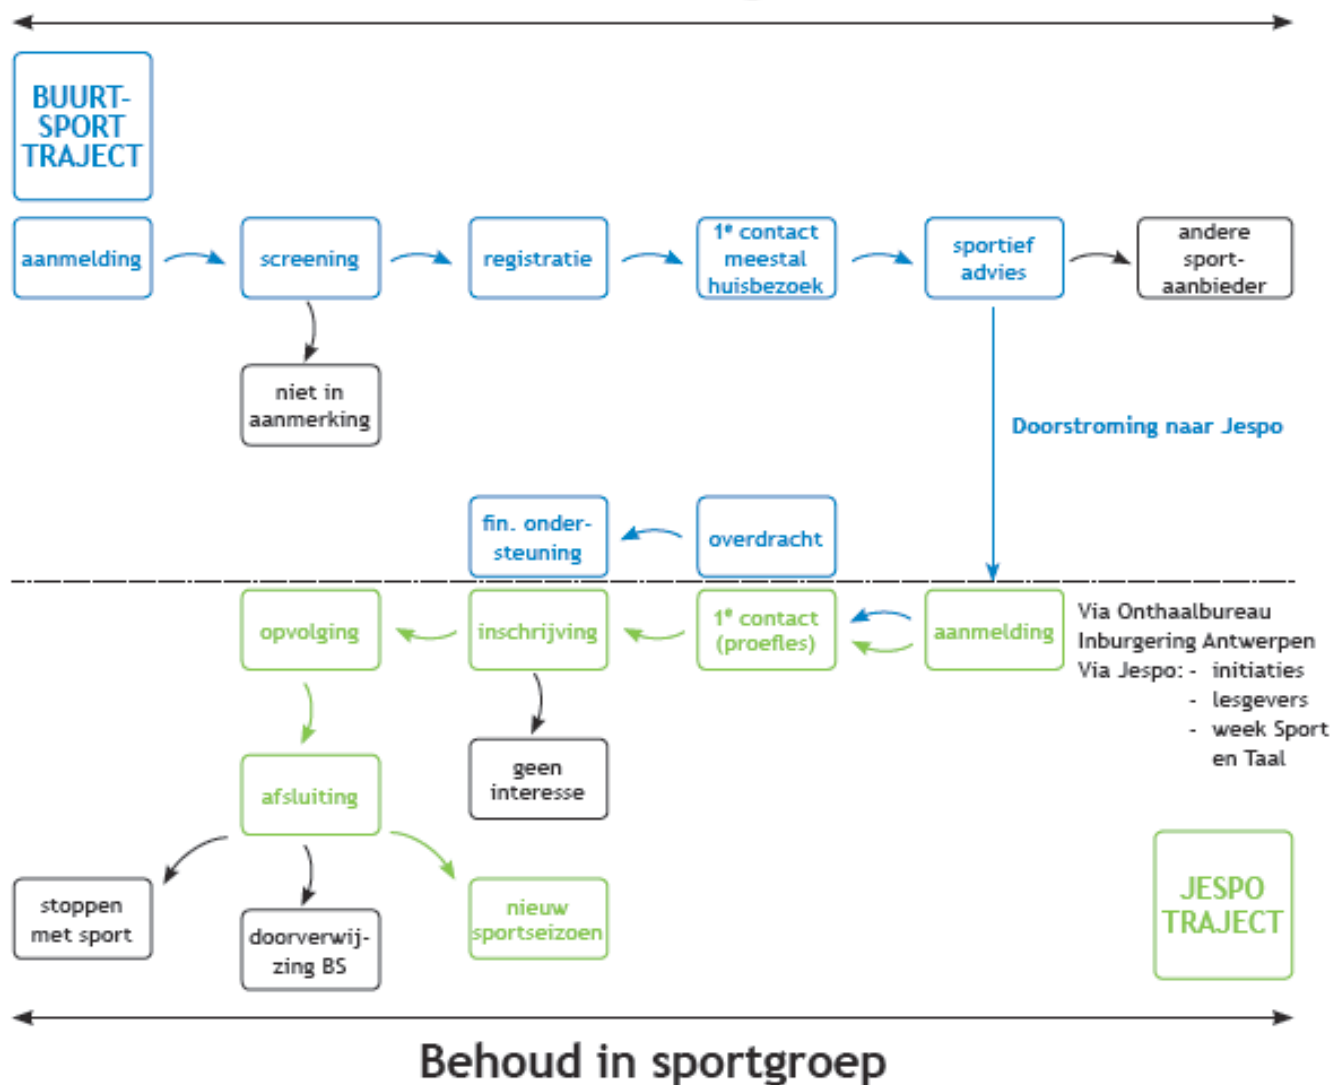 BUURT-
SPORT
TRAJECT
aanmelding
screening
registratie
1e contact
meestal
huisbezoek
sportief
advies
andere
sport-
aanbieder
niet in
aanmerking
Doorstroming naar Jespo
fin. onder-
steuning
overdracht
opvolging
inschrijving
1e contact
(proefles)
aanmelding
Via Onthaalbureau
Inburgering Antwerpen
Via Jespo: - initiaties
- lesgevers
- week Sport
en Taal
afsluiting
geen
interesse
stoppen
met sport
doorverwij-
zing BS
nieuw
sportseizoen
JESPO
TRAJECT
Behoud in sportgroep